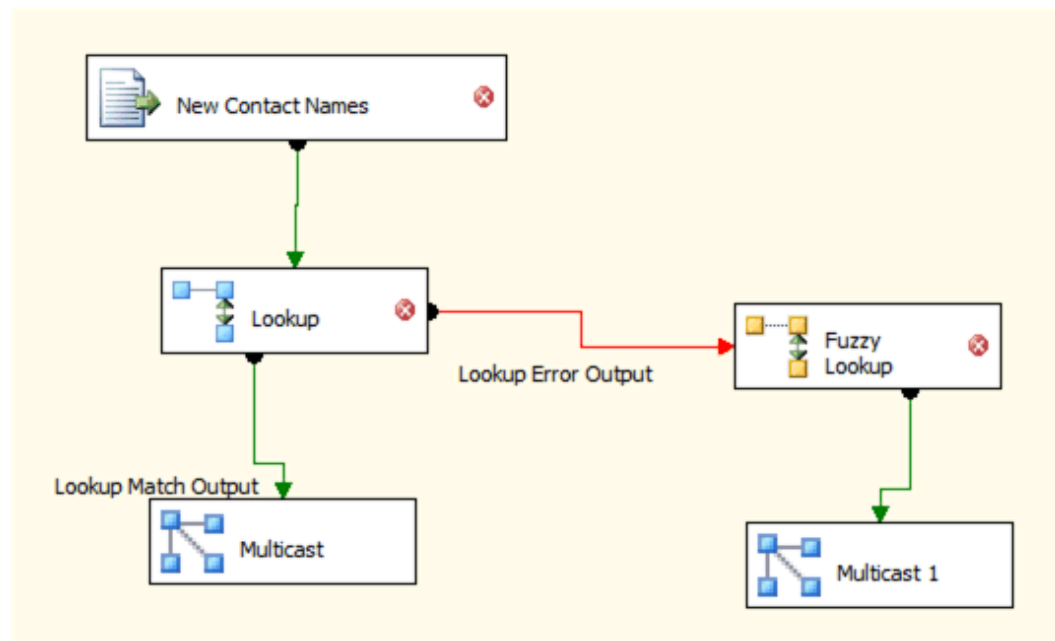 New Contact Names
Lookup
Lookup Error Output
Fuzzy
Lookup
Lookup Match Output
Multicast
Multicast 1